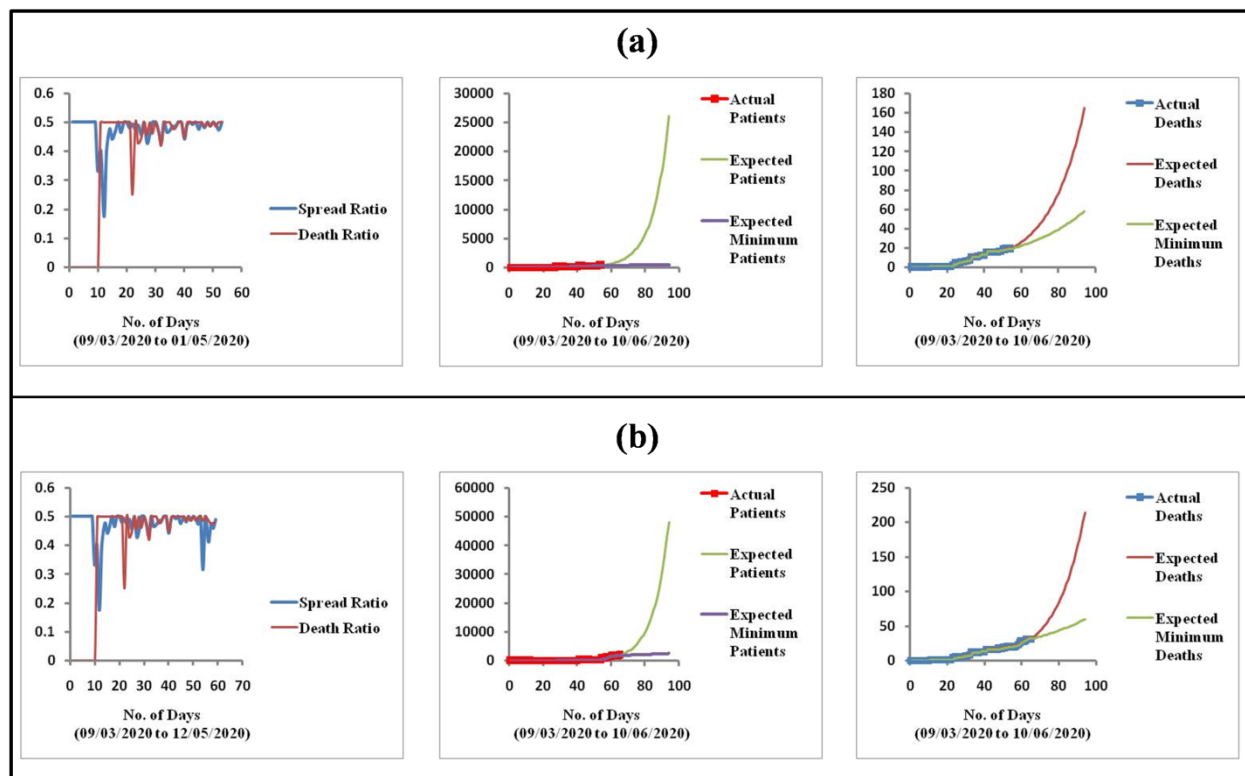 (a)
0.6
0.5
0.4
0.3
0.2
0.1
0
0 10 20 30 40 50 60
Spread Ratio
Death Ratio
No. of Days
(09/03/2020 to 01/05/2020)
30000
25000
20000
15000
10000
5000
0
0 20 40 60 80 100
Actual
Patients
Expected
Patients
Expected
Minimum
Patients
No. of Days
(09/03/2020 to 10/06/2020)
180
160
140
120
100
80
60
40
20
0
0 20 40 60 80 100
Actual
Deaths
Expected
Deaths
Expected
Minimum
Deaths
No. of Days
(09/03/2020 to 10/06/2020)
(b)
0.6
0.5
0.4
0.3
0.2
0.1
0
0 10 20 30 40 50 60 70
Spread Ratio
Death Ratio
No. of Days
(09/03/2020 to 12/05/2020)
60000
50000
40000
30000
20000
10000
0
0 20 40 60 80 100
Actual
Patients
Expected
Patients
Expected
Minimum
Patients
No. of Days
(09/03/2020 to 10/06/2020)
250
200
150
100
50
0
0 20 40 60 80 100
Actual
Deaths
Expected
Deaths
Expected
Minimum
Deaths
No. of Days
(09/03/2020 to 10/06/2020)